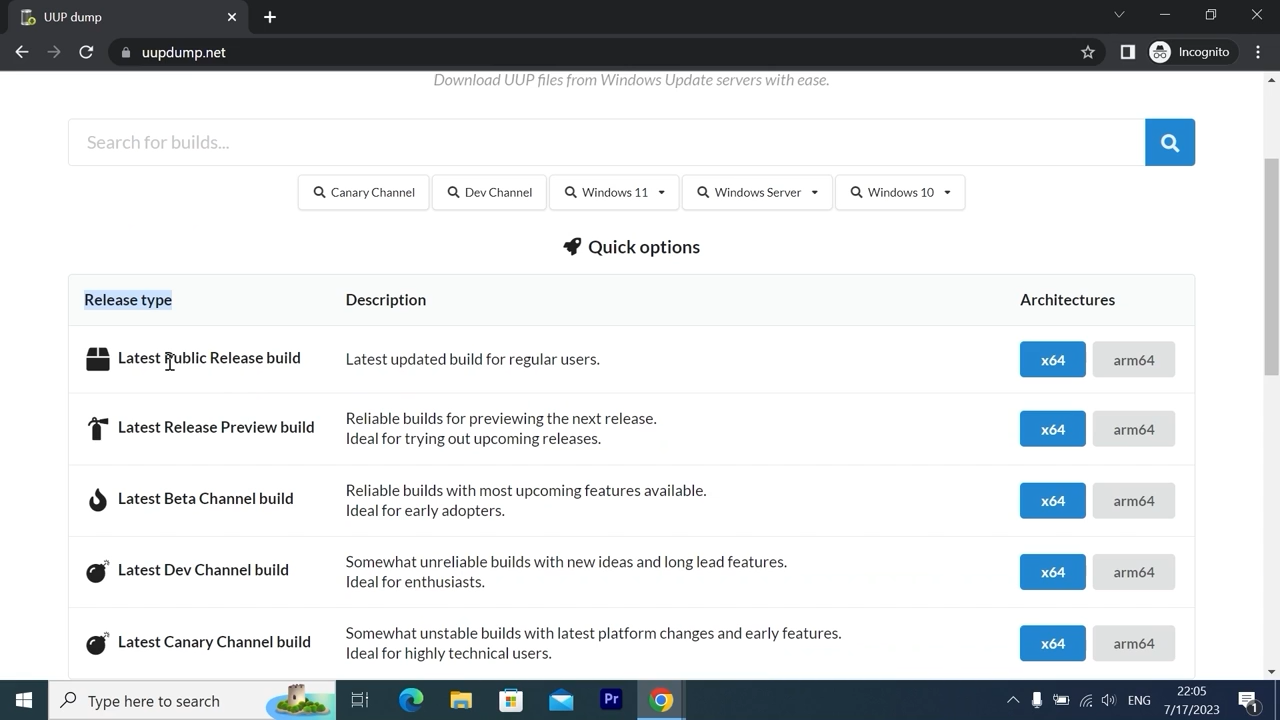 UUP dump
uupdump.net
Incognito
Download UUP files from Windows Update servers with ease.
Search for builds...
Canary Channel
Dev Channel
Windows 11
Windows Server
Windows 10
Quick options
Release type
Description
Architectures
Latest Public Release build
Latest updated build for regular users.
x64
arm64
Latest Release Preview build
Reliable builds for previewing the next release.
Ideal for trying out upcoming releases.
x64
arm64
Latest Beta Channel build
Reliable builds with most upcoming features available.
Ideal for early adopters.
x64
arm64
Latest Dev Channel build
Somewhat unreliable builds with new ideas and long lead features.
Ideal for enthusiasts.
x64
arm64
Latest Canary Channel build
Somewhat unstable builds with latest platform changes and early features.
Ideal for highly technical users.
x64
arm64
Type here to search
Pr
ENG
22:05
7/17/2023
1